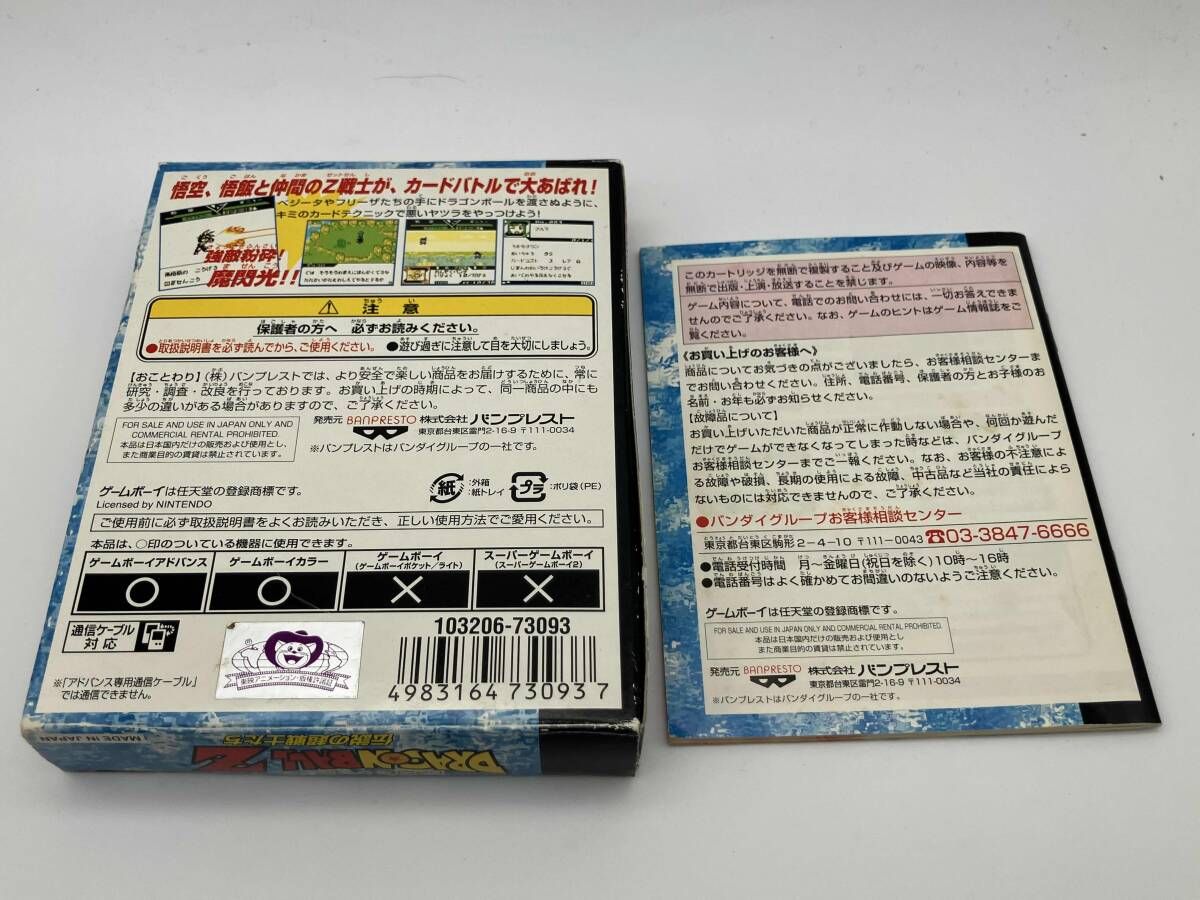 悟空、悟飯と仲間のZ戦士が、カードバトルで大あばれ!
ベジータやフリーザたちの手にドラゴンボールを渡さぬように、
キミのカードテクニックで悪いヤツラをやっつけよう!
強敵粉砕!
魔閃光!!
注意
保護者の方へ 必ずお読みください。
●取扱説明書を必ず読んでから、ご使用ください。 ●遊び過ぎに注意して目を大切にしましょう。
【おことわり】(株)バンプレストでは、より安全で楽しい商品をお届けするために、常に
研究・調査・改良を行っております。お買い上げの時期によって、同一商品の中にも
多少の違いがある場合がありますので、ご了承ください。
FOR SALE AND USE IN JAPAN ONLY AND
COMMERCIAL RENTAL PROHIBITED.
本品は日本国内だけの販売および使用とし、
また商業目的の賃貸は禁止されています。
発売元 BANPRESTO 株式会社 バンプレスト
東京都台東区雷門2-16-9 〒111-0034
※バンプレストはバンダイグループの一社です。
ゲームボーイは任天堂の登録商標です。
Licensed by NINTENDO
紙 :外箱
:紙トレイ
プラ :ポリ袋(PE)
ご使用前に必ず取扱説明書をよくお読みいただき、正しい使用方法でご愛用ください。
本品は、○印のついている機器に使用できます。
ゲームボーイアドバンス ゲームボーイカラー ゲームボーイ スーパーゲームボーイ
(ゲームボーイポケット/ライト) (スーパーゲームボーイ2)
○ ○ × ×
通信ケーブル
対応
※「アドバンス専用通信ケーブル」
では通信できません。
東映アニメーション・版権許諾証
103206-73093
4983164730937
MADE IN JAPAN
伝説の超戦士たち
DRAGON BALL Z
このカートリッジを無断で複製すること及びゲームの映像、内容等を
無断で出版・上演・放送することを禁じます。
ゲーム内容について、電話でのお問い合わせには、一切お答えできま
せんのでご了承ください。なお、ゲームのヒントはゲーム情報誌をご
覧ください。
《お買い上げのお客様へ》
商品についてお気づきの点がございましたら、お客様相談センターま
でお問い合わせください。住所、電話番号、保護者の方とお子様のお
名前・お年も必ずお知らせください。
【故障品について】
お買い上げいただいた商品が正常に作動しない場合や、何回か遊んだ
だけでゲームができなくなってしまった時などは、バンダイグループ
お客様相談センターまでご一報ください。なお、お客様の不注意によ
る故障や破損、長期の使用による故障、中古品など当社の責任によら
ないものには対応できませんので、ご了承ください。
●バンダイグループお客様相談センター
東京都台東区駒形2-4-10 〒111-0043 ☎03-3847-6666
●電話受付時間 月〜金曜日(祝日を除く)10時〜16時
●電話番号はよく確かめてお間違いのないようご注意ください。
ゲームボーイは任天堂の登録商標です。
FOR SALE AND USE IN JAPAN ONLY AND COMMERCIAL RENTAL PROHIBITED.
本品は日本国内だけの販売および使用とし、
また商業目的の賃貸は禁止されています。
発売元 BANPRESTO 株式会社 バンプレスト
東京都台東区雷門2-16-9 〒111-0034
※バンプレストはバンダイグループの一社です。